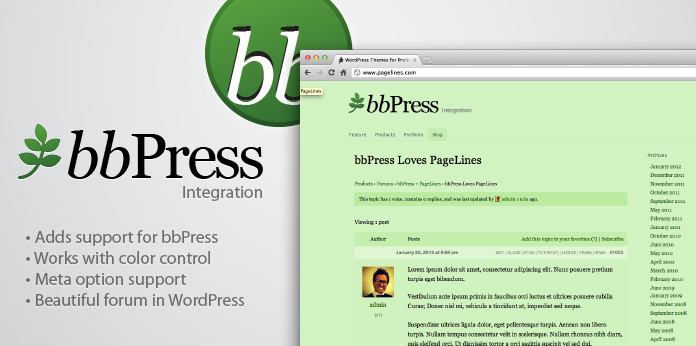 bb
bbPress
Integration
• Adds support for bbPress
• Works with color control
• Meta option support
• Beautiful forum in WordPress
WordPress Themes for Profes
www.pagelines.com
PageLines
bbPress Integration
Feature Products Portfolio Blog
bbPress Loves PageLines
Products › Forums › bbPress + PageLines › bbPress Loves PageLines
This topic has 1 voice, contains 0 replies, and was last updated by admin 1 min ago.
Viewing 1 post
Author Posts Add this topic to your favorites (?) | Subscribe
January 25, 2012 at 9:50 pm EDIT | CLOSE | STICK (TO FRONT) | MERGE | TRASH | SPAM
admin
Lorem ipsum dolor sit amet, consectetur adipiscing elit. Nunc posuere pretium
turpis eget bibendum.
Vestibulum ante ipsum primis in faucibus orci luctus et ultrices posuere cubilia
Curae; Donec nisl mi, vehicula a tincidunt at, imperdiet sed neque.
Suspendisse ultrices ligula dolor, eget pellentesque turpis. Aenean non libero
turpis. Nullam tempus consectetur velit in scelerisque. Nullam rhoncus nibh diam,
quis eleifend orci. Ut dignissim tortor a orci sagittis suscipit vel sed dui.
Archives
January 2012
December 2011
November 2011
October 2011
September 2011
May 2011
February 2011
January 2011
October 2010
June 2010
May 2010
April 2010
March 2010
February 2010
June 2009
January 2009
November 2008
October 2008
September 2008
June 2008
May 2008
April 2008